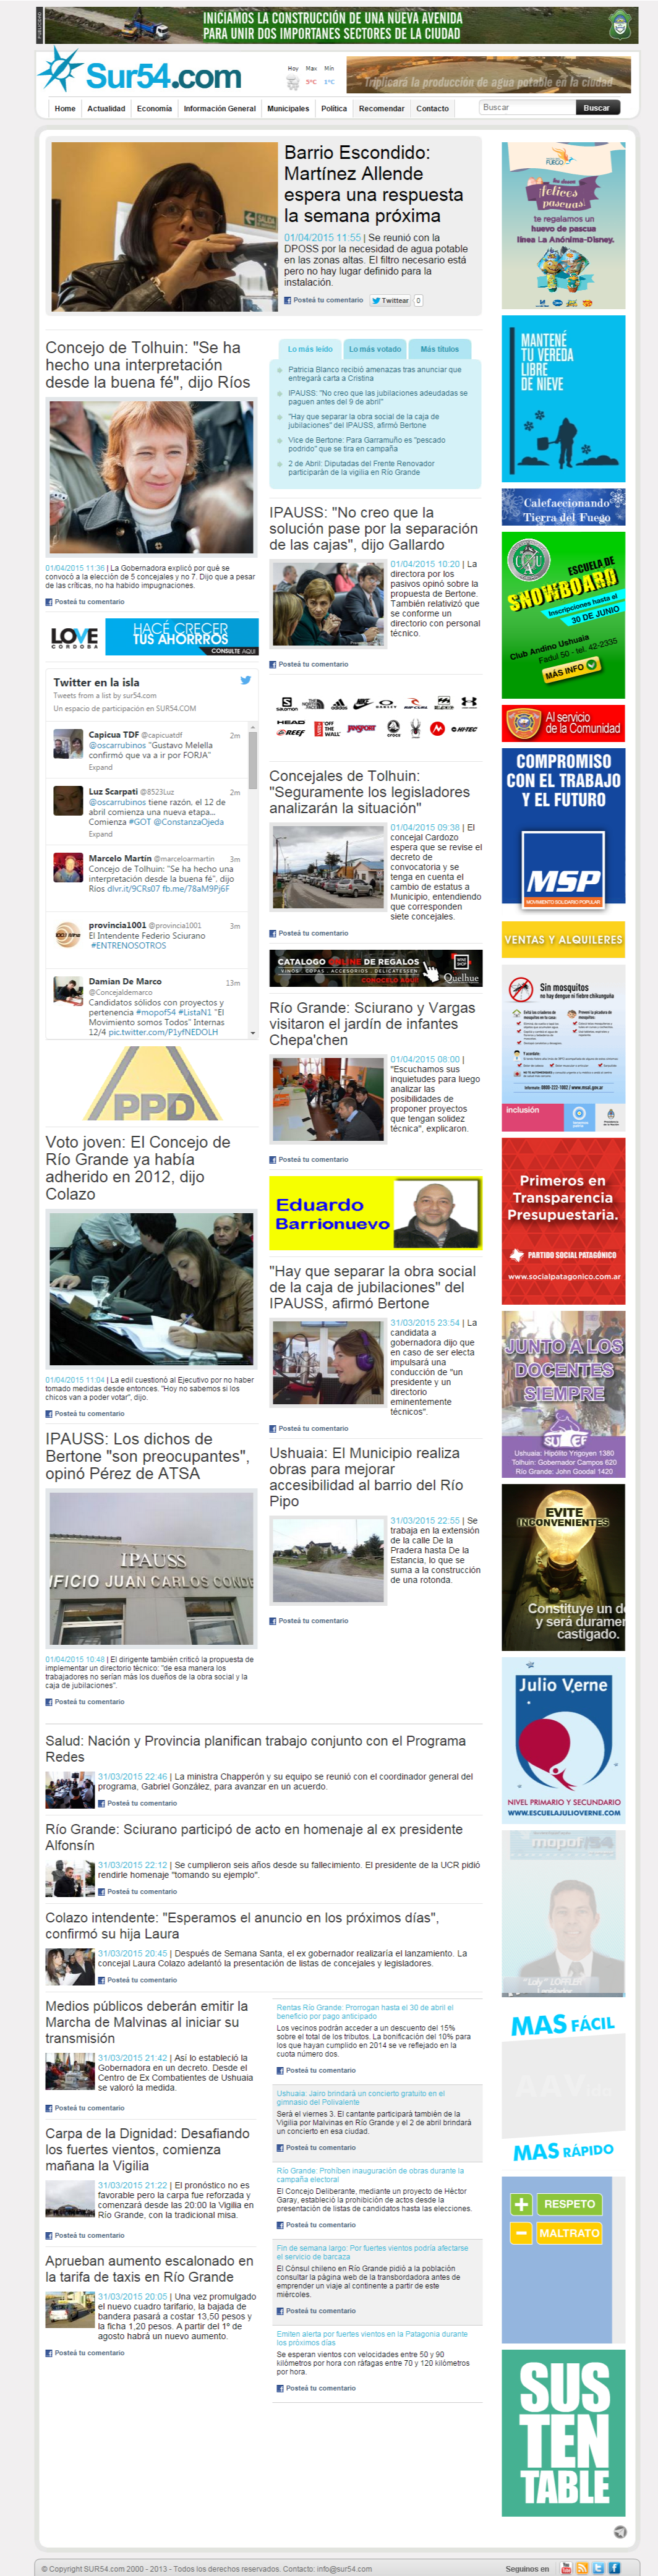 PUBLICIDAD
INICIAMOS LA CONSTRUCCIÓN DE UNA NUEVA AVENIDA
PARA UNIR DOS IMPORTANES SECTORES DE LA CIUDAD
Sur54.com
Hoy Max Min
5ºC 1ºC
Triplicará la producción de agua potable en la ciudad
Home Actualidad Economía Información General Municipales Política Recomendar Contacto
Buscar Buscar
Barrio Escondido:
Martínez Allende
espera una respuesta
la semana próxima
01/04/2015 11:55 | Se reunió con la
DPOSS por la necesidad de agua potable
en las zonas altas. El filtro necesario está
pero no hay lugar definido para la
instalación.
Posteá tu comentario Twittear 0
Concejo de Tolhuin: "Se ha
hecho una interpretación
desde la buena fé", dijo Ríos
01/04/2015 11:36 | La Gobernadora explicó por qué se
convocó a la elección de 5 concejales y no 7. Dijo que a pesar
de las críticas, no ha habido impugnaciones.
Posteá tu comentario
LOVE
CORDOBA
HACÉ CRECER
TUS AHORRROS
CONSULTE AQUI
Twitter en la isla
Tweets from a list by sur54.com
Un espacio de participación en SUR54.COM
Capicua TDF @capicuatdf 2m
@oscarrubinos "Gustavo Melella
confirmó que va a ir por FORJA"
Expand
Luz Scarpati @8523Luz 2m
@oscarrubinos tiene razón, el 12 de
abril comienza una nueva etapa...
Comienza #GOT @ConstanzaOjeda
Expand
Marcelo Martín @marceloarmartin 3m
Concejo de Tolhuin: "Se ha hecho una
interpretación desde la buena fé", dijo
Ríos dlvr.it/9CRs07 fb.me/78aM9Pj6F
provincia1001 @provincia1001 3m
El Intendente Federio Sciurano
#ENTRENOSOTROS
Damian De Marco 13m
@Concejaldemarco
Candidatos sólidos con proyectos y
pertenencia #mopof54 #ListaN1 "El
Movimiento somos Todos" Internas
12/4 pic.twitter.com/P1yfNEDOLH
PPD
Voto joven: El Concejo de
Río Grande ya había
adherido en 2012, dijo
Colazo
01/04/2015 11:04 | La edil cuestionó al Ejecutivo por no haber
tomado medidas desde entonces. "Hoy no sabemos si los
chicos van a poder votar", dijo.
Posteá tu comentario
IPAUSS: Los dichos de
Bertone "son preocupantes",
opinó Pérez de ATSA
IPAUSS
IFICIO JUAN CARLOS CONDE
01/04/2015 10:48 | El dirigente también criticó la propuesta de
implementar un directorio técnico: "de esa manera los
trabajadores no serían más los dueños de la obra social y la
caja de jubilaciones".
Posteá tu comentario
Lo más leído Lo más votado Más títulos
Patricia Blanco recibió amenazas tras anunciar que
entregará carta a Cristina
IPAUSS: "No creo que las jubilaciones adeudadas se
paguen antes del 9 de abril"
"Hay que separar la obra social de la caja de
jubilaciones" del IPAUSS, afirmó Bertone
Vice de Bertone: Para Garramuño es "pescado
podrido" que se tira en campaña
2 de Abril: Diputadas del Frente Renovador
participarán de la vigilia en Río Grande
IPAUSS: "No creo que la
solución pase por la separación
de las cajas", dijo Gallardo
01/04/2015 10:20 | La
directora por los
pasivos opinó sobre la
propuesta de Bertone.
También relativizó que
se conforme un
directorio con personal
técnico.
Posteá tu comentario
SALOMON adidas NIKE OAKLEY RIPCURL
HEAD REEF OFF THE WALL crocs HI-TEC
Concejales de Tolhuin:
"Seguramente los legisladores
analizarán la situación"
01/04/2015 09:38 | El
concejal Cardozo
espera que se revise el
decreto de
convocatoria y se
tenga en cuenta el
cambio de estatus a
Municipio, entendiendo
que corresponden
siete concejales.
Posteá tu comentario
CATALOGO ONLINE DE REGALOS
VINOS . COPAS . ACCESORIOS . DELICATESSEN
CONOCELO AQUI
Quelhue
Río Grande: Sciurano y Vargas
visitaron el jardín de infantes
Chepa'chen
01/04/2015 08:00 |
"Escuchamos sus
inquietudes para luego
analizar las
posibilidades de
proponer proyectos
que tengan solidez
técnica", explicaron.
Posteá tu comentario
Eduardo
Barrionuevo
"Hay que separar la obra social
de la caja de jubilaciones" del
IPAUSS, afirmó Bertone
31/03/2015 23:54 | La
candidata a
gobernadora dijo que
en caso de ser electa
impulsará una
conducción de "un
presidente y un
directorio
eminentemente
técnicos".
Posteá tu comentario
Ushuaia: El Municipio realiza
obras para mejorar
accesibilidad al barrio del Río
Pipo
31/03/2015 22:55 | Se
trabaja en la extensión
de la calle De la
Pradera hasta De la
Estancia, lo que se
suma a la construcción
de una rotonda.
Posteá tu comentario
Salud: Nación y Provincia planifican trabajo conjunto con el Programa
Redes
31/03/2015 22:46 | La ministra Chapperón y su equipo se reunió con el coordinador general del
programa, Gabriel González, para avanzar en un acuerdo.
Posteá tu comentario
Río Grande: Sciurano participó de acto en homenaje al ex presidente
Alfonsín
31/03/2015 22:12 | Se cumplieron seis años desde su fallecimiento. El presidente de la UCR pidió
rendirle homenaje "tomando su ejemplo".
Posteá tu comentario
Colazo intendente: "Esperamos el anuncio en los próximos días",
confirmó su hija Laura
31/03/2015 20:45 | Después de Semana Santa, el ex gobernador realizaría el lanzamiento. La
concejal Laura Colazo adelantó la presentación de listas de concejales y legisladores.
Posteá tu comentario
Medios públicos deberán emitir la
Marcha de Malvinas al iniciar su
transmisión
31/03/2015 21:42 | Así lo estableció la
Gobernadora en un decreto. Desde el
Centro de Ex Combatientes de Ushuaia
se valoró la medida.
Posteá tu comentario
Carpa de la Dignidad: Desafiando
los fuertes vientos, comienza
mañana la Vigilia
31/03/2015 21:22 | El pronóstico no es
favorable pero la carpa fue reforzada y
comenzará desde las 20:00 la Vigilia en
Río Grande, con la tradicional misa.
Posteá tu comentario
Aprueban aumento escalonado en
la tarifa de taxis en Río Grande
31/03/2015 20:05 | Una vez promulgado
el nuevo cuadro tarifario, la bajada de
bandera pasará a costar 13,50 pesos y
la ficha 1,20 pesos. A partir del 1º de
agosto habrá un nuevo aumento.
Posteá tu comentario
Rentas Río Grande: Prorrogan hasta el 30 de abril el
beneficio por pago anticipado
Los vecinos podrán acceder a un descuento del 15%
sobre el total de los tributos. La bonificación del 10% para
los que hayan cumplido en 2014 se ve reflejado en la
cuota número dos.
Posteá tu comentario
Ushuaia: Jairo brindará un concierto gratuito en el
gimnasio del Polivalente
Será el viernes 3. El cantante participará también de la
Vigilia por Malvinas en Río Grande y el 2 de abril brindará
un concierto en esa ciudad.
Posteá tu comentario
Río Grande: Prohíben inauguración de obras durante la
campaña electoral
El Concejo Deliberante, mediante un proyecto de Héctor
Garay, estableció la prohibición de actos desde la
presentación de listas de candidatos hasta las elecciones.
Posteá tu comentario
Fin de semana largo: Por fuertes vientos podría afectarse
el servicio de barcaza
El Cónsul chileno en Río Grande pidió a la población
consultar la página web de la transbordadora antes de
emprender un viaje al continente a partir de este
miércoles.
Posteá tu comentario
Emiten alerta por fuertes vientos en la Patagonia durante
los próximos días
Se esperan vientos con velocidades entre 50 y 90
kilómetros por hora con ráfagas entre 70 y 120 kilómetros
por hora.
Posteá tu comentario
¡felices
pascuas!
te regalamos un
huevo de pascua
línea La Anónima-Disney.
MANTENÉ
TU VEREDA
LIBRE
DE NIEVE
Calefaccionando
Tierra del Fuego
ESCUELA DE
SNOWBOARD
Inscripciones hasta el
30 DE JUNIO
Club Andino Ushuaia
Fadul 50 - tel. 42-2335
MÁS INFO
Al servicio
de la Comunidad
COMPROMISO
CON EL TRABAJO
Y EL FUTURO
MSP
MOVIMIENTO SOLIDARIO POPULAR
VENTAS Y ALQUILERES
Sin mosquitos
no hay dengue ni fiebre chikunguña
inclusión
Primeros en
Transparencia
Presupuestaria.
PARTIDO SOCIAL PATAGÓNICO
www.socialpatagonico.com.ar
JUNTO A LOS
DOCENTES
SIEMPRE
SUTEF
Ushuaia: Hipólito Yrigoyen 1380
Tolhuin: Gobernador Campos 620
Río Grande: John Goodal 1420
EVITE
INCONVENIENTES
Constituye un de
y será duramen
castigado.
Julio Verne
NIVEL PRIMARIO Y SECUNDARIO
WWW.ESCUELAJULIOVERNE.COM
mopof 54
"Loly" LOFFLER
MAS FÁCIL
MAS RÁPIDO
+ RESPETO
- MALTRATO
SUS
TEN
TABLE
© Copyright SUR54.com 2000 - 2013 - Todos los derechos reservados. Contacto: info@sur54.com
Seguinos en